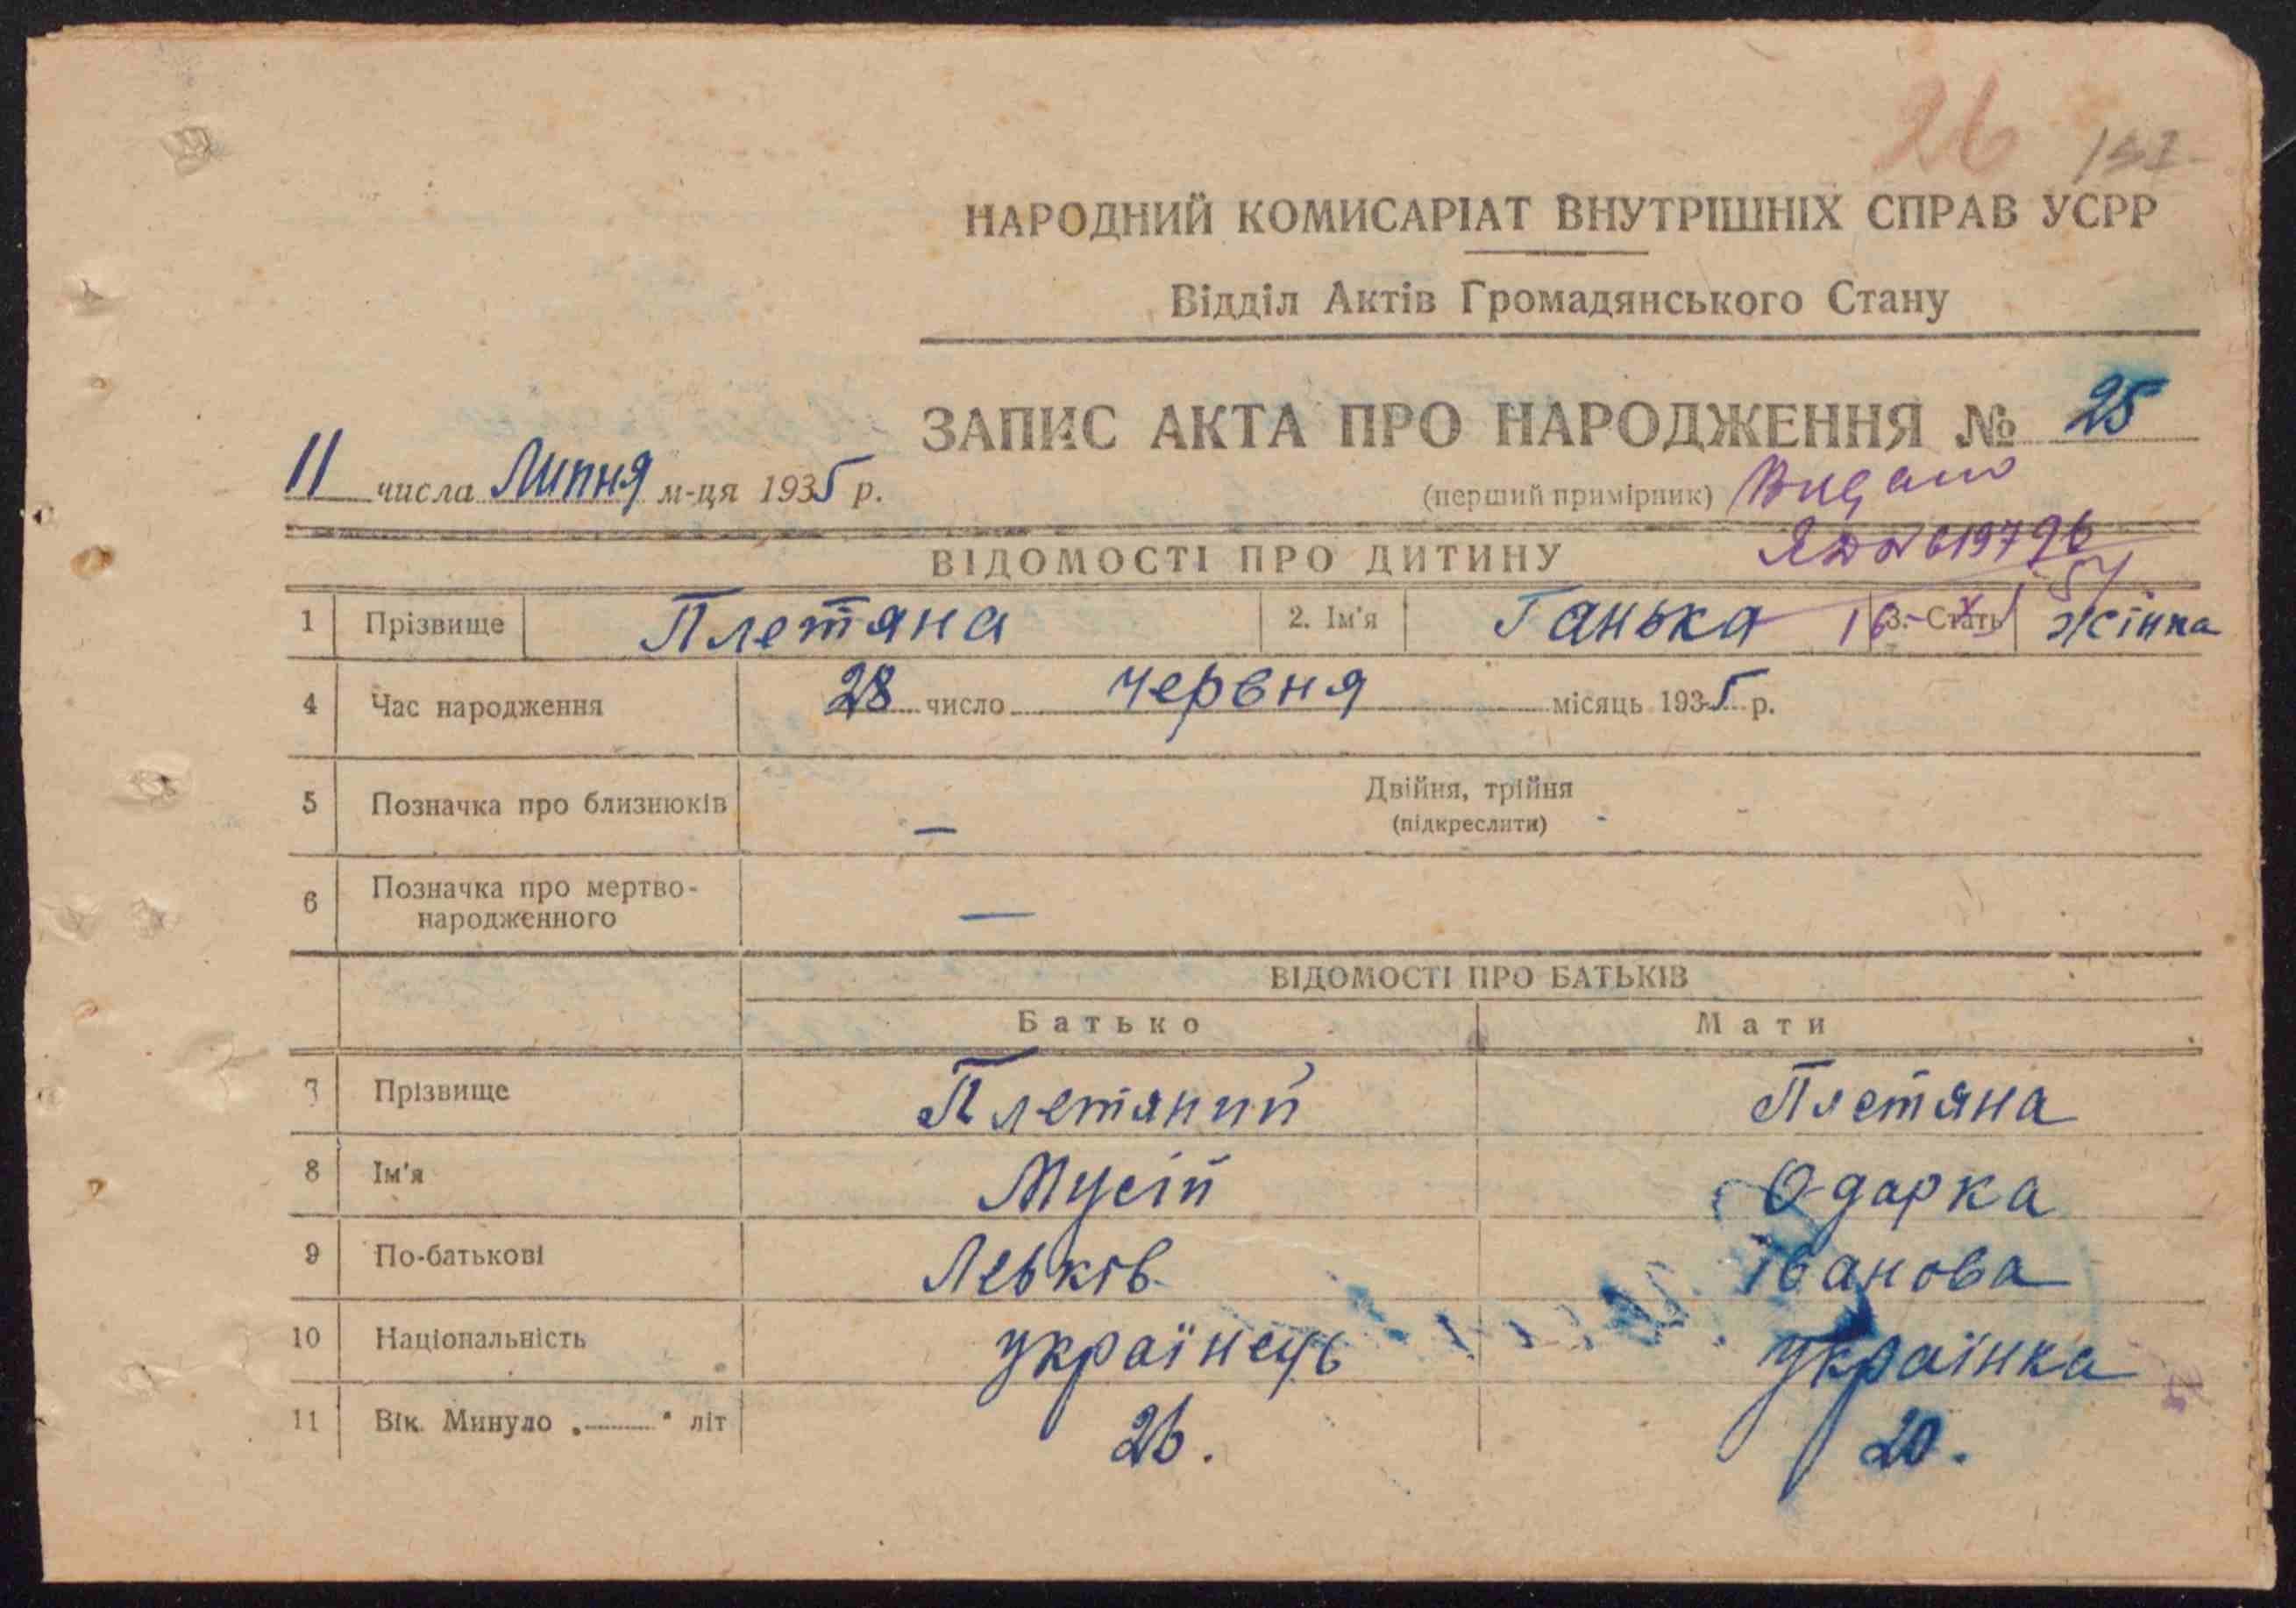 26
НАРОДНИЙ КОМИСАРІАТ ВНУТРІШНІХ СПРАВ УСРР
Відділ Актів Громадянського Стану
ЗАПИС АКТА ПРО НАРОДЖЕННЯ № 25
11 числа Липня м-ця 1935 р.
(перший примірник) Видано
ВІДОМОСТІ ПРО ДИТИНУ
1 Прізвище Плетяна 2. Ім'я Ганька 3. Стать жінка
4 Час народження 28 число червня місяць 1935 р.
5 Позначка про близнюків — Двійня, трійня
(підкреслити)
6 Позначка про мертво-
народженного —
ВІДОМОСТІ ПРО БАТЬКІВ
Батько Мати
7 Прізвище Плетяний Плетяна
8 Ім'я Мусій Одарка
9 По-батькові Левків Іванова
10 Національність українець українка
11 Вік. Минуло „ “ літ 26. 20.